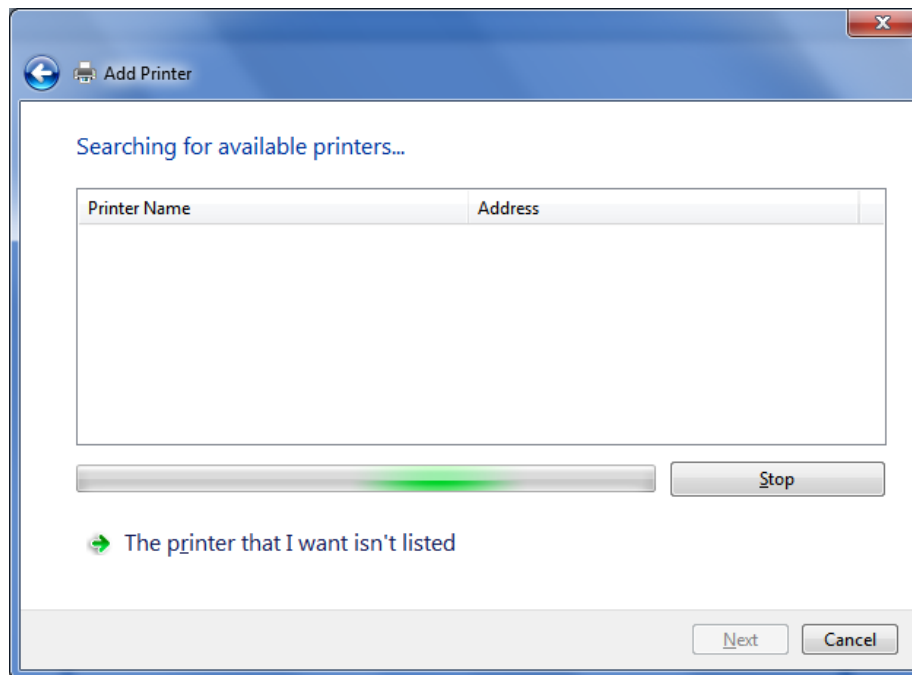 Add Printer
Searching for available printers...
Printer Name Address
Stop
The printer that I want isn't listed
Next Cancel